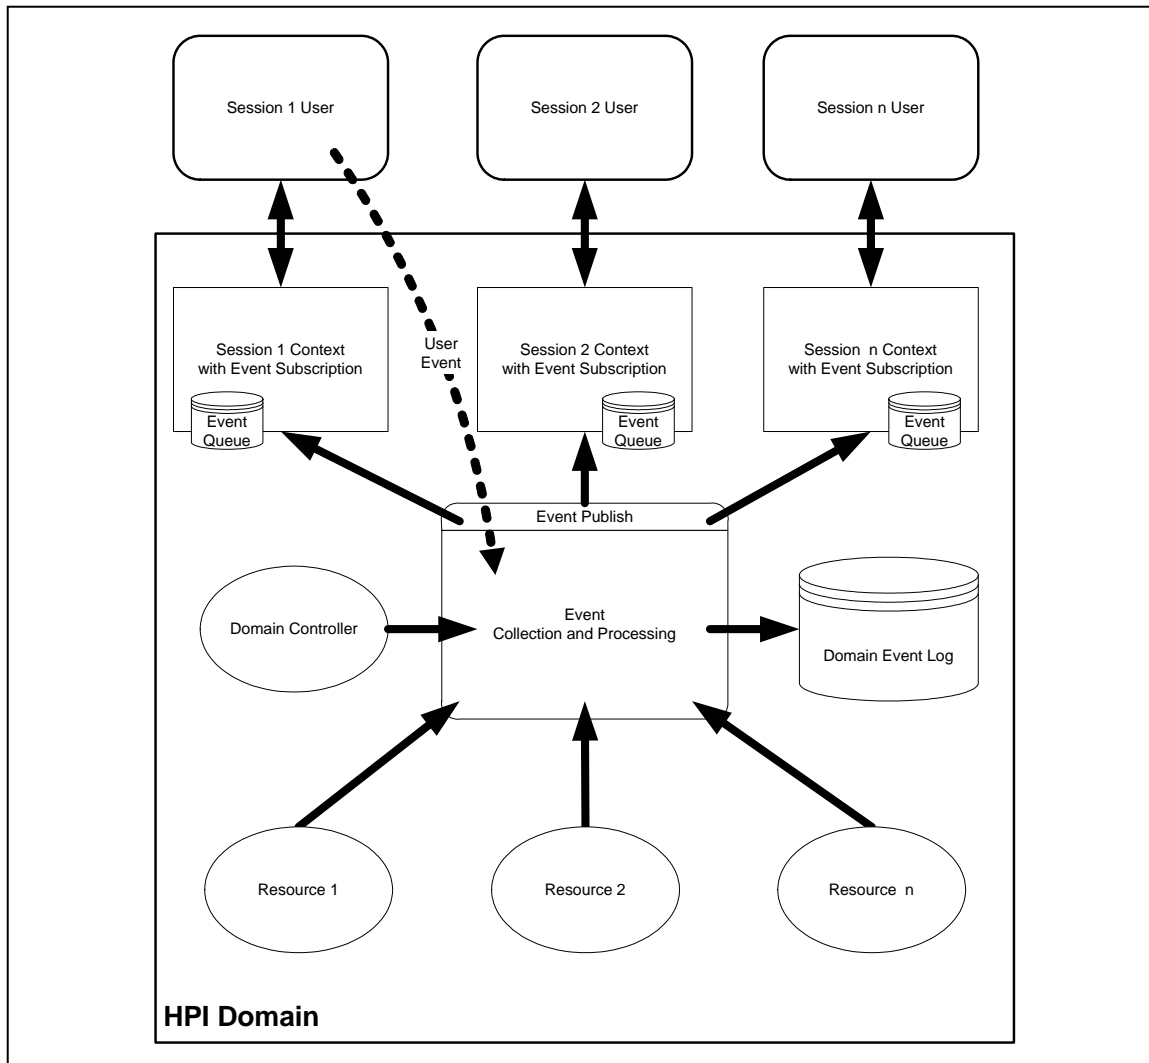 Session 1 User
Session 2 User
Session n User
Session 1 Context
with Event Subscription
Event
Queue
User
Event
Session 2 Context
with Event Subscription
Event
Queue
Session n Context
with Event Subscription
Event
Queue
Event Publish
Domain Controller
Event
Collection and Processing
Domain Event Log
Resource 1
Resource 2
Resource n
HPI Domain